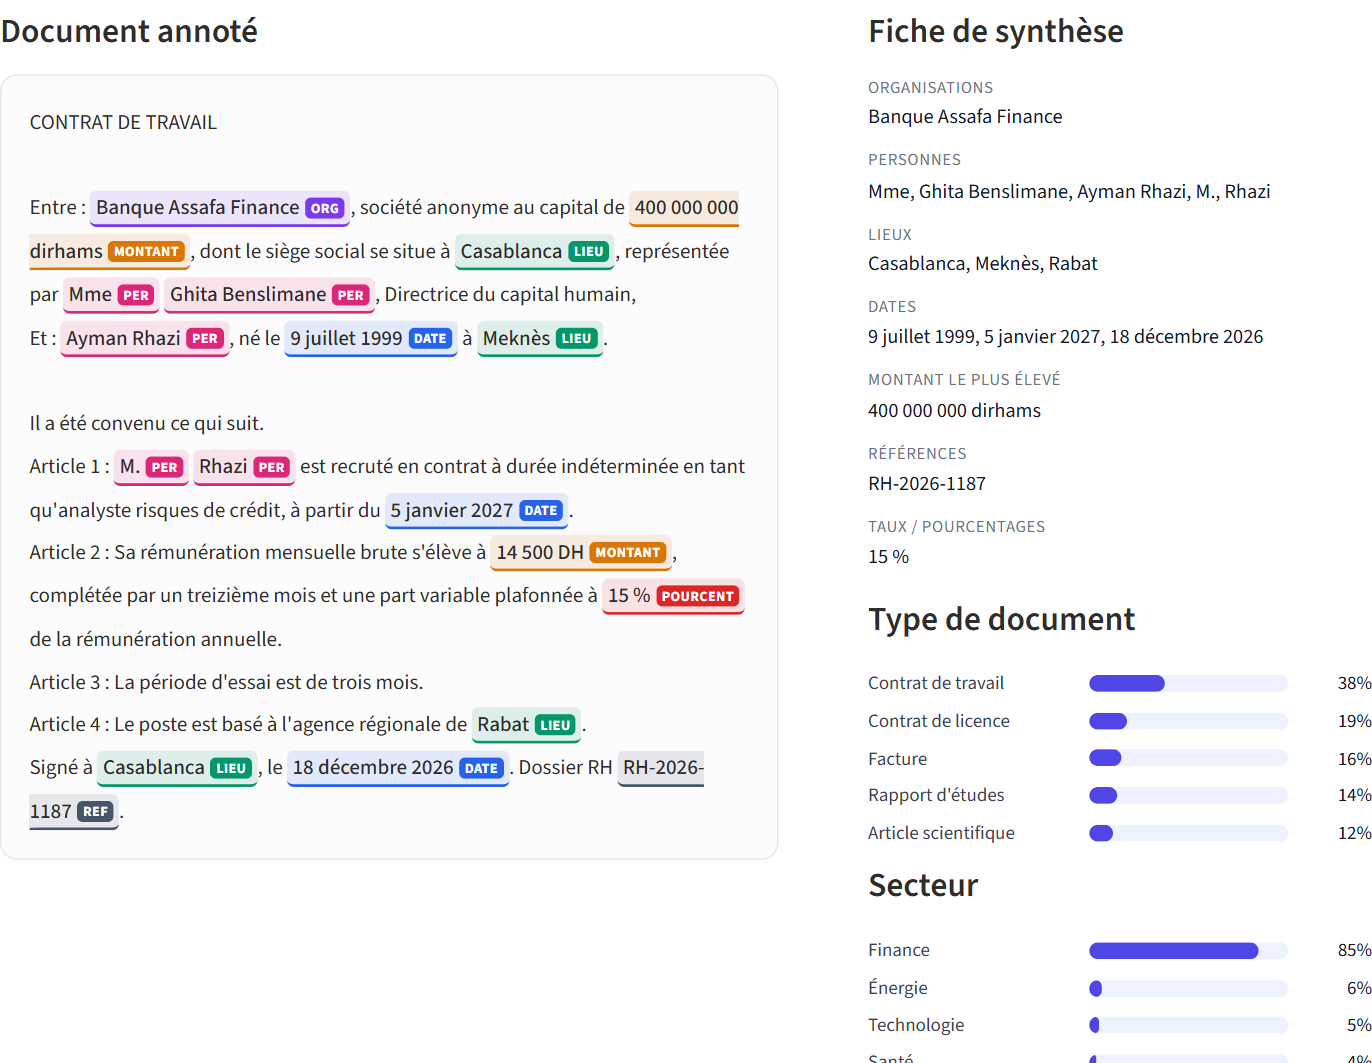 Document annoté
CONTRAT DE TRAVAIL
Entre : Banque Assafa Finance ORG , société anonyme au capital de 400 000 000
dirhams MONTANT , dont le siège social se situe à Casablanca LIEU , représentée
par Mme PER Ghita Benslimane PER , Directrice du capital humain,
Et : Ayman Rhazi PER , né le 9 juillet 1999 DATE à Meknès LIEU .
Il a été convenu ce qui suit.
Article 1 : M. PER Rhazi PER est recruté en contrat à durée indéterminée en tant
qu'analyste risques de crédit, à partir du 5 janvier 2027 DATE .
Article 2 : Sa rémunération mensuelle brute s'élève à 14 500 DH MONTANT ,
complétée par un treizième mois et une part variable plafonnée à 15 % POURCENT
de la rémunération annuelle.
Article 3 : La période d'essai est de trois mois.
Article 4 : Le poste est basé à l'agence régionale de Rabat LIEU .
Signé à Casablanca LIEU , le 18 décembre 2026 DATE . Dossier RH RH-2026-
1187 REF .
Fiche de synthèse
ORGANISATIONS
Banque Assafa Finance
PERSONNES
Mme, Ghita Benslimane, Ayman Rhazi, M., Rhazi
LIEUX
Casablanca, Meknès, Rabat
DATES
9 juillet 1999, 5 janvier 2027, 18 décembre 2026
MONTANT LE PLUS ÉLEVÉ
400 000 000 dirhams
RÉFÉRENCES
RH-2026-1187
TAUX / POURCENTAGES
15 %
Type de document
Contrat de travail 38%
Contrat de licence 19%
Facture 16%
Rapport d'études 14%
Article scientifique 12%
Secteur
Finance 85%
Énergie 6%
Technologie 5%
Santé 4%